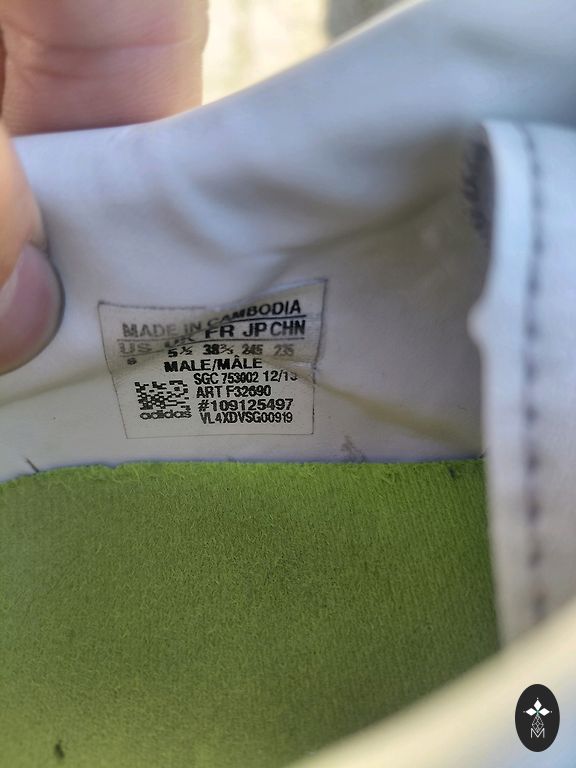 MADE IN CAMBODIA
US UK FR JP CHN
6 5½ 38⅔ 245 235
MALE/MÂLE
SGC 753002 12/13
ART F32690
#109125497
adidas
VL4XDVSG00919
M